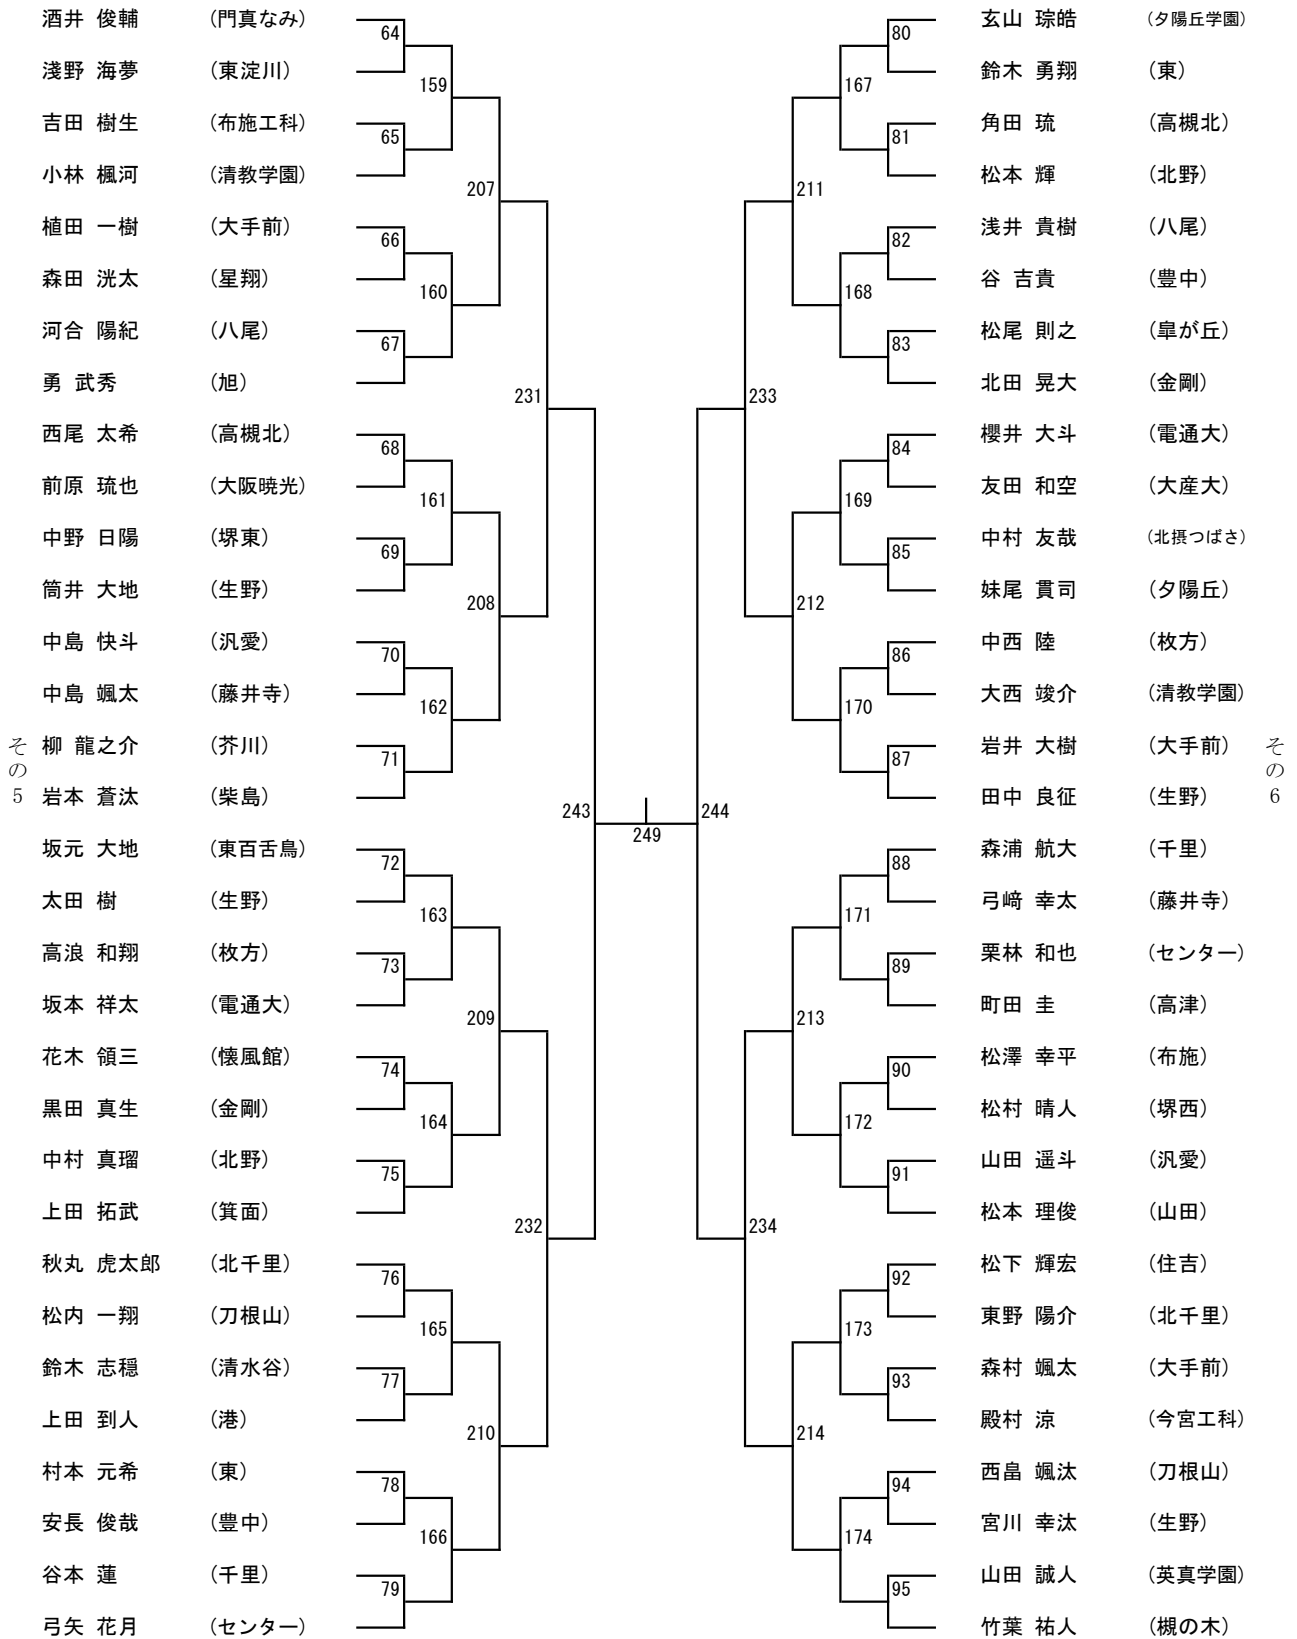 酒井 俊輔 (門真なみ) 64 80 玄山 琮皓 (夕陽丘学園)
淺野 海夢 (東淀川) 159 167 鈴木 勇翔 (東)
吉田 樹生 (布施工科) 65 81 角田 琉 (高槻北)
小林 楓河 (清教学園) 207 211 松本 輝 (北野)
植田 一樹 (大手前) 66 82 浅井 貴樹 (八尾)
森田 洸太 (星翔) 160 168 谷 吉貴 (豊中)
河合 陽紀 (八尾) 67 83 松尾 則之 (皐が丘)
勇 武秀 (旭) 231 233 北田 晃大 (金剛)
西尾 太希 (高槻北) 68 84 櫻井 大斗 (電通大)
前原 琉也 (大阪暁光) 161 169 友田 和空 (大産大)
中野 日陽 (堺東) 69 85 中村 友哉 (北摂つばさ)
筒井 大地 (生野) 208 212 妹尾 貫司 (夕陽丘)
中島 快斗 (汎愛) 70 86 中西 陸 (枚方)
中島 颯太 (藤井寺) 162 170 大西 竣介 (清教学園)
柳 龍之介 (芥川) 71 87 岩井 大樹 (大手前)
その5 岩本 蒼汰 (柴島) 243 249 244 田中 良征 (生野) その6
坂元 大地 (東百舌鳥) 72 88 森浦 航大 (千里)
太田 樹 (生野) 163 171 弓﨑 幸太 (藤井寺)
高浪 和翔 (枚方) 73 89 栗林 和也 (センター)
坂本 祥太 (電通大) 209 213 町田 圭 (高津)
花木 領三 (懐風館) 74 90 松澤 幸平 (布施)
黒田 真生 (金剛) 164 172 松村 晴人 (堺西)
中村 真瑠 (北野) 75 91 山田 遥斗 (汎愛)
上田 拓武 (箕面) 232 234 松本 理俊 (山田)
秋丸 虎太郎 (北千里) 76 92 松下 輝宏 (住吉)
松内 一翔 (刀根山) 165 173 東野 陽介 (北千里)
鈴木 志穏 (清水谷) 77 93 森村 颯太 (大手前)
上田 到人 (港) 210 214 殿村 涼 (今宮工科)
村本 元希 (東) 78 94 西畠 颯汰 (刀根山)
安長 俊哉 (豊中) 166 174 宮川 幸汰 (生野)
谷本 蓮 (千里) 79 95 山田 誠人 (英真学園)
弓矢 花月 (センター) 竹葉 祐人 (槻の木)